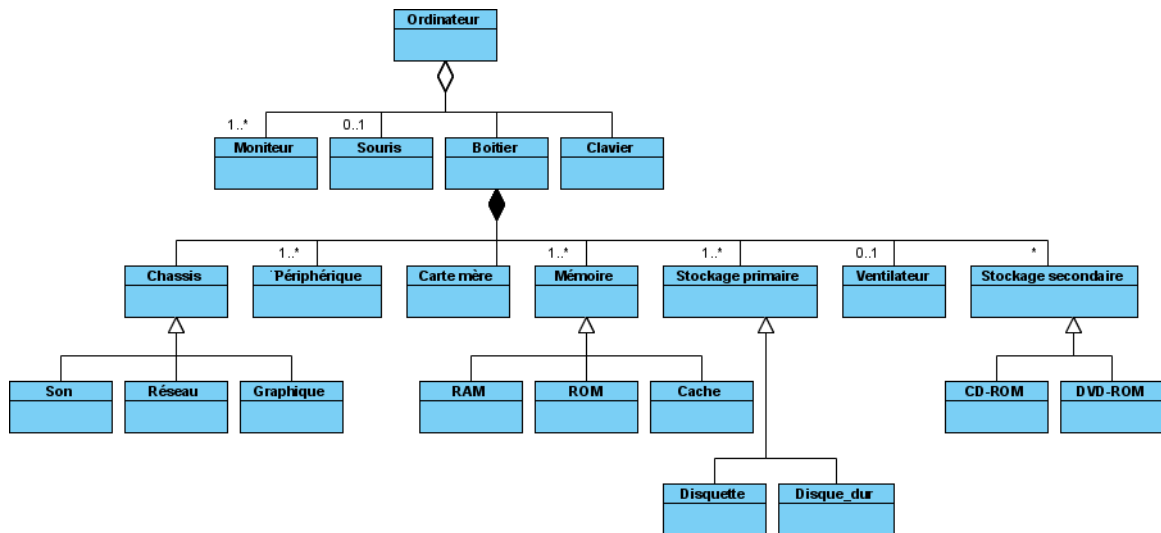 Ordinateur
1..* 0..1
Moniteur Souris Boitier Clavier
1..* 1..* 1..* 0..1 *
Chassis Périphérique Carte mère Mémoire Stockage primaire Ventilateur Stockage secondaire
Son Réseau Graphique RAM ROM Cache CD-ROM DVD-ROM
Disquette Disque_dur